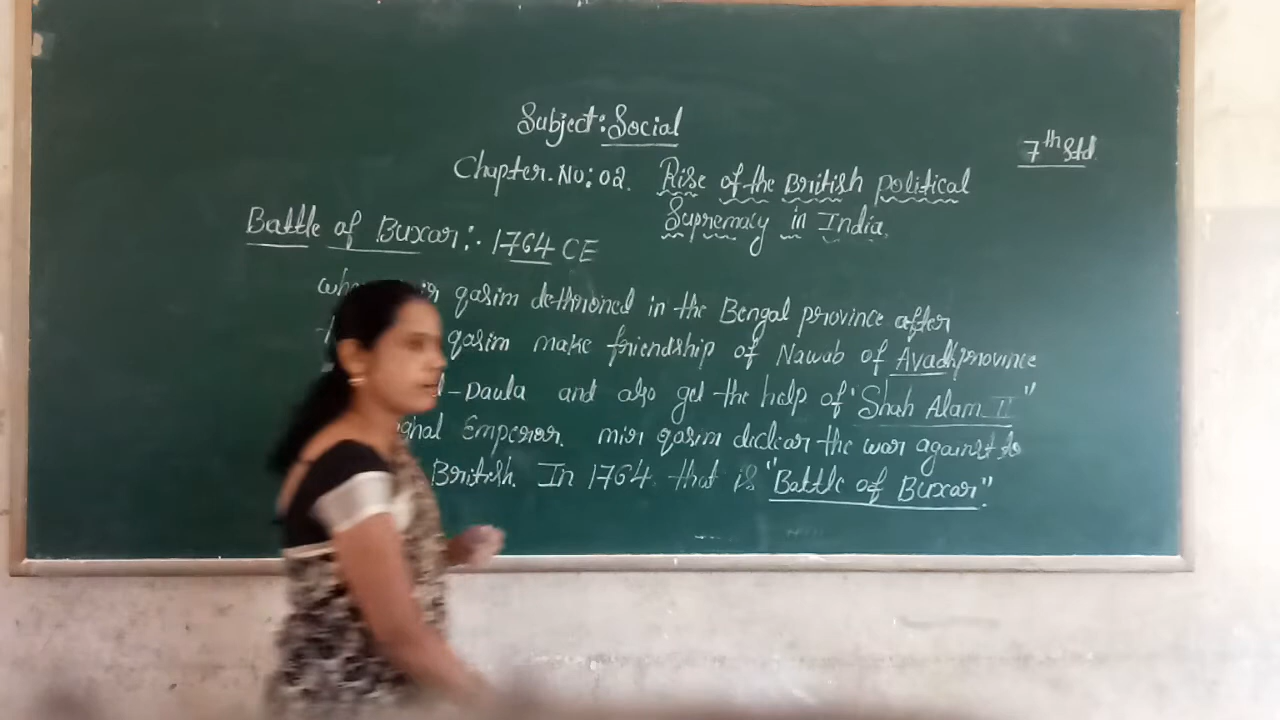 Subject: Social
7th Std.
Chapter. No: 02. Rise of the British political
Supremacy in India.
Battle of Buxar:- 1764 CE
qasim dethroned in the Bengal province after
qasim make friendship of Nawab of Avadh province
-Daula and also get the help of "Shah Alam II"
Emperor. mir qasim declear the war against to
British. In 1764. that is "Battle of Buxar".